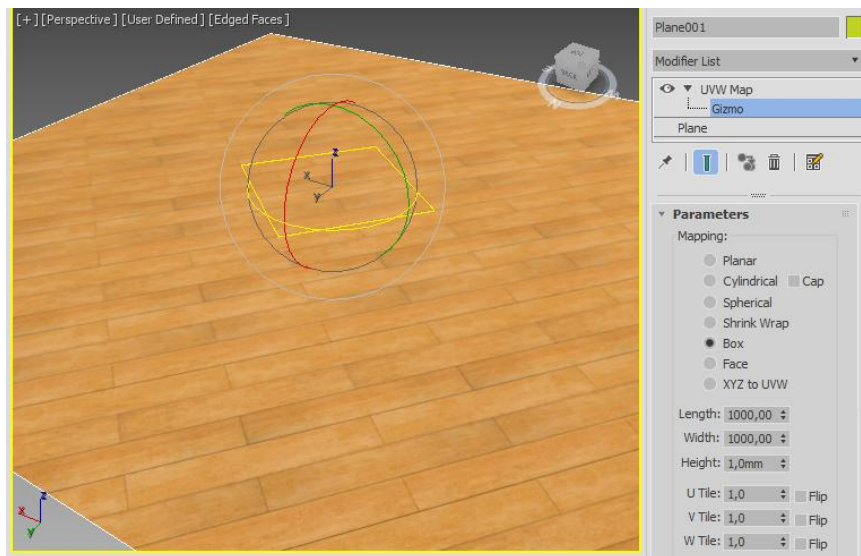 [+] [Perspective] [User Defined] [Edged Faces]
z
x
y
z
x
y
Plane001
Modifier List
UVW Map
Gizmo
Plane
Parameters
Mapping:
Planar
Cylindrical Cap
Spherical
Shrink Wrap
Box
Face
XYZ to UVW
Length: 1000,00
Width: 1000,00
Height: 1,0mm
U Tile: 1,0 Flip
V Tile: 1,0 Flip
W Tile: 1,0 Flip